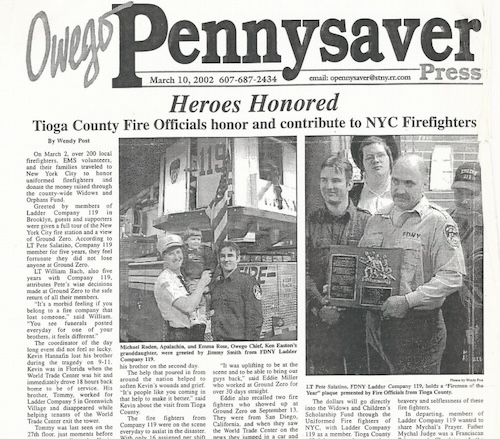 Owego
Pennysaver
Press
March 10, 2002 607-687-2434
email: opennysaver@stny.rr.com
Heroes Honored
Tioga County Fire Officials honor and contribute to NYC Firefighters
By Wendy Post
On March 2, over 200 local
firefighters, EMS volunteers,
and their families traveled to
New York City to honor
uniformed firefighters and
donate the money raised through
the county-wide Widows and
Orphans Fund.
Greeted by members of
Ladder Company 119 in
Brooklyn, guests and supporters
were given a full tour of the New
York City fire station and a view
of Ground Zero. According to
LT Pete Salatino, Company 119
member for five years, they feel
fortunate they did not lose
anyone at Ground Zero.
LT William Bach, also five
years with Company 119,
attributes Pete's wise decisions
made at Ground Zero to the safe
return of all their members.
"It's a morbid feeling if you
belong to a fire company that
lost someone," said William.
"You see funerals posted
everyday for one of your
brothers, it feels different."
The coordinator of the day
long event did not feel so lucky.
Kevin Hannafin lost his brother
during the tragedy on 9-11.
Kevin was in Florida when the
World Trade Center was hit and
immediately drove 18 hours back
home to be of service. His
brother, Tommy, worked for
Ladder Company 5 in Greenwich
Village and disappeared while
helping tenants of the World
Trade Center exit the tower.
Tommy was last seen on the
27th floor, just moments before
119
Michael Roden, Apalachin, and Emma Rose, Owego Chief, Ken Eauton's
granddaughter, were greeted by Jimmy Smith from FDNY Ladder
Company 119.
his brother on the second day.
The help that poured in from
around the nation helped to
soften Kevin's wounds and grief.
"It's people like you coming in
that help to make it better," said
Kevin about the visit from Tioga
County.
The fire fighters from
Company 119 were on the scene
everyday to assist in the disaster.
With only 16 assigned per shift
"It was uplifting to be at the
scene and to be able to bring our
guys back," said Eddie Millán
who worked at Ground Zero for
over 30 days straight.
Eddie also recalled two fire
fighters who showed up at
Ground Zero on September 13.
They were from San Diego,
California, and when they saw
the World Trade Center on the
news they jumped in a car and
FDNY
Photos by Wendy Post
LT Pete Salatino, FDNY Ladder Company 119, holds a "Firemen of the
Year" plaque presented by Fire Officials from Tioga County.
The dollars will go directly
into the Widows and Children's
Scholarship Fund through the
Uniformed Fire fighters of
NYC, with Ladder Company
119 as a member. Tioga County
heaviness and selflessness of these
fire fighters.
In departing, members of
Ladder Company 119 wanted to
share Mychal's Prayer. Father
Mychal Judge was a Franciscan